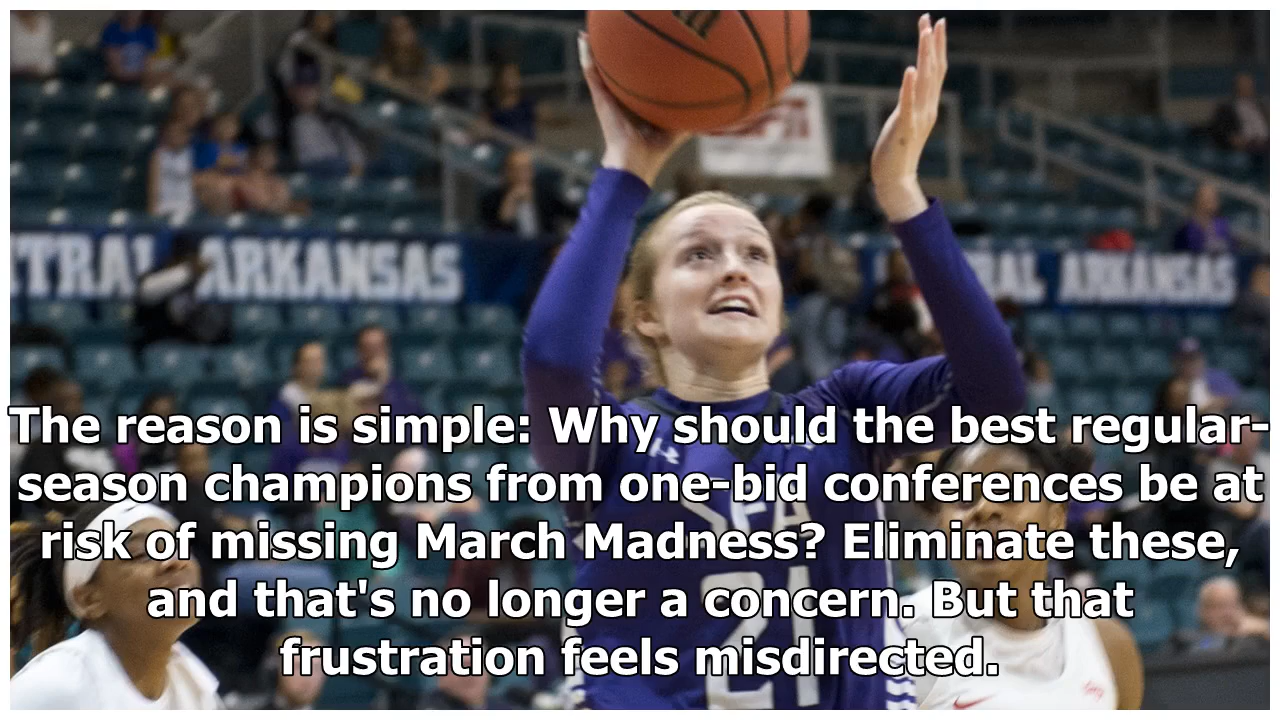 TRAL ARKANSAS
RAL ARKANSAS
The reason is simple: Why should the best regular-
season champions from one-bid conferences be at
risk of missing March Madness? Eliminate these,
and that's no longer a concern. But that
frustration feels misdirected.
SFA
21